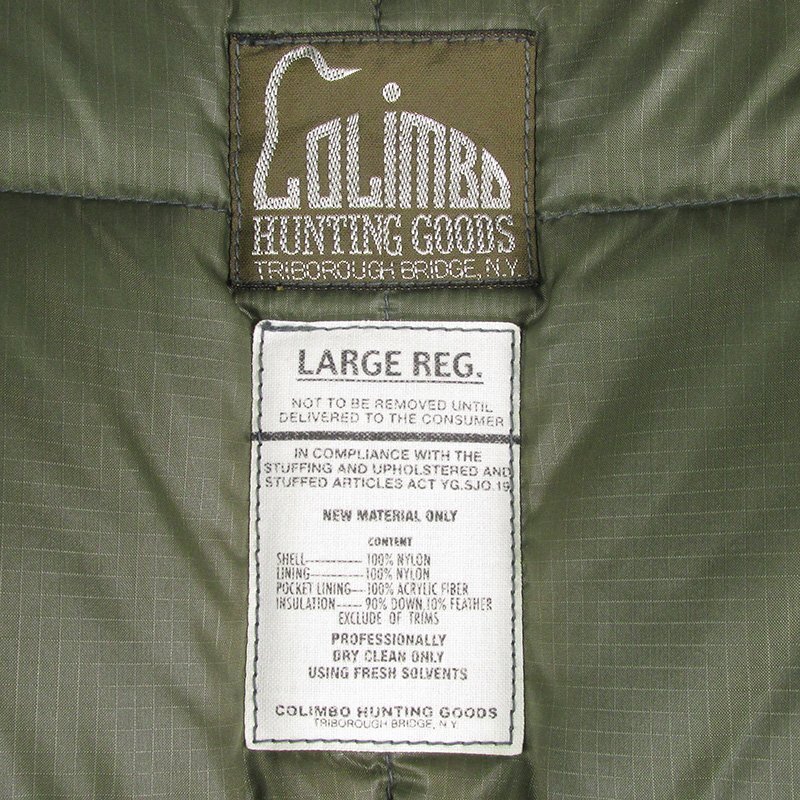 COLIMBO
HUNTING GOODS
TRIBOROUGH BRIDGE, N.Y.
LARGE REG.
NOT TO BE REMOVED UNTIL
DELIVERED TO THE CONSUMER
IN COMPLIANCE WITH THE
STUFFING AND UPHOLSTERED AND
STUFFED ARTICLES ACT YG.SJO.19
NEW MATERIAL ONLY
CONTENT
SHELL————100% NYLON
LINING————100% NYLON
POCKET LINING—100% ACRYLIC FIBER
INSULATION——90% DOWN,10% FEATHER
EXCLUDE OF TRIMS
PROFESSIONALLY
DRY CLEAN ONLY
USING FRESH SOLVENTS
COLIMBO HUNTING GOODS
TRIBOROUGH BRIDGE, N.Y.